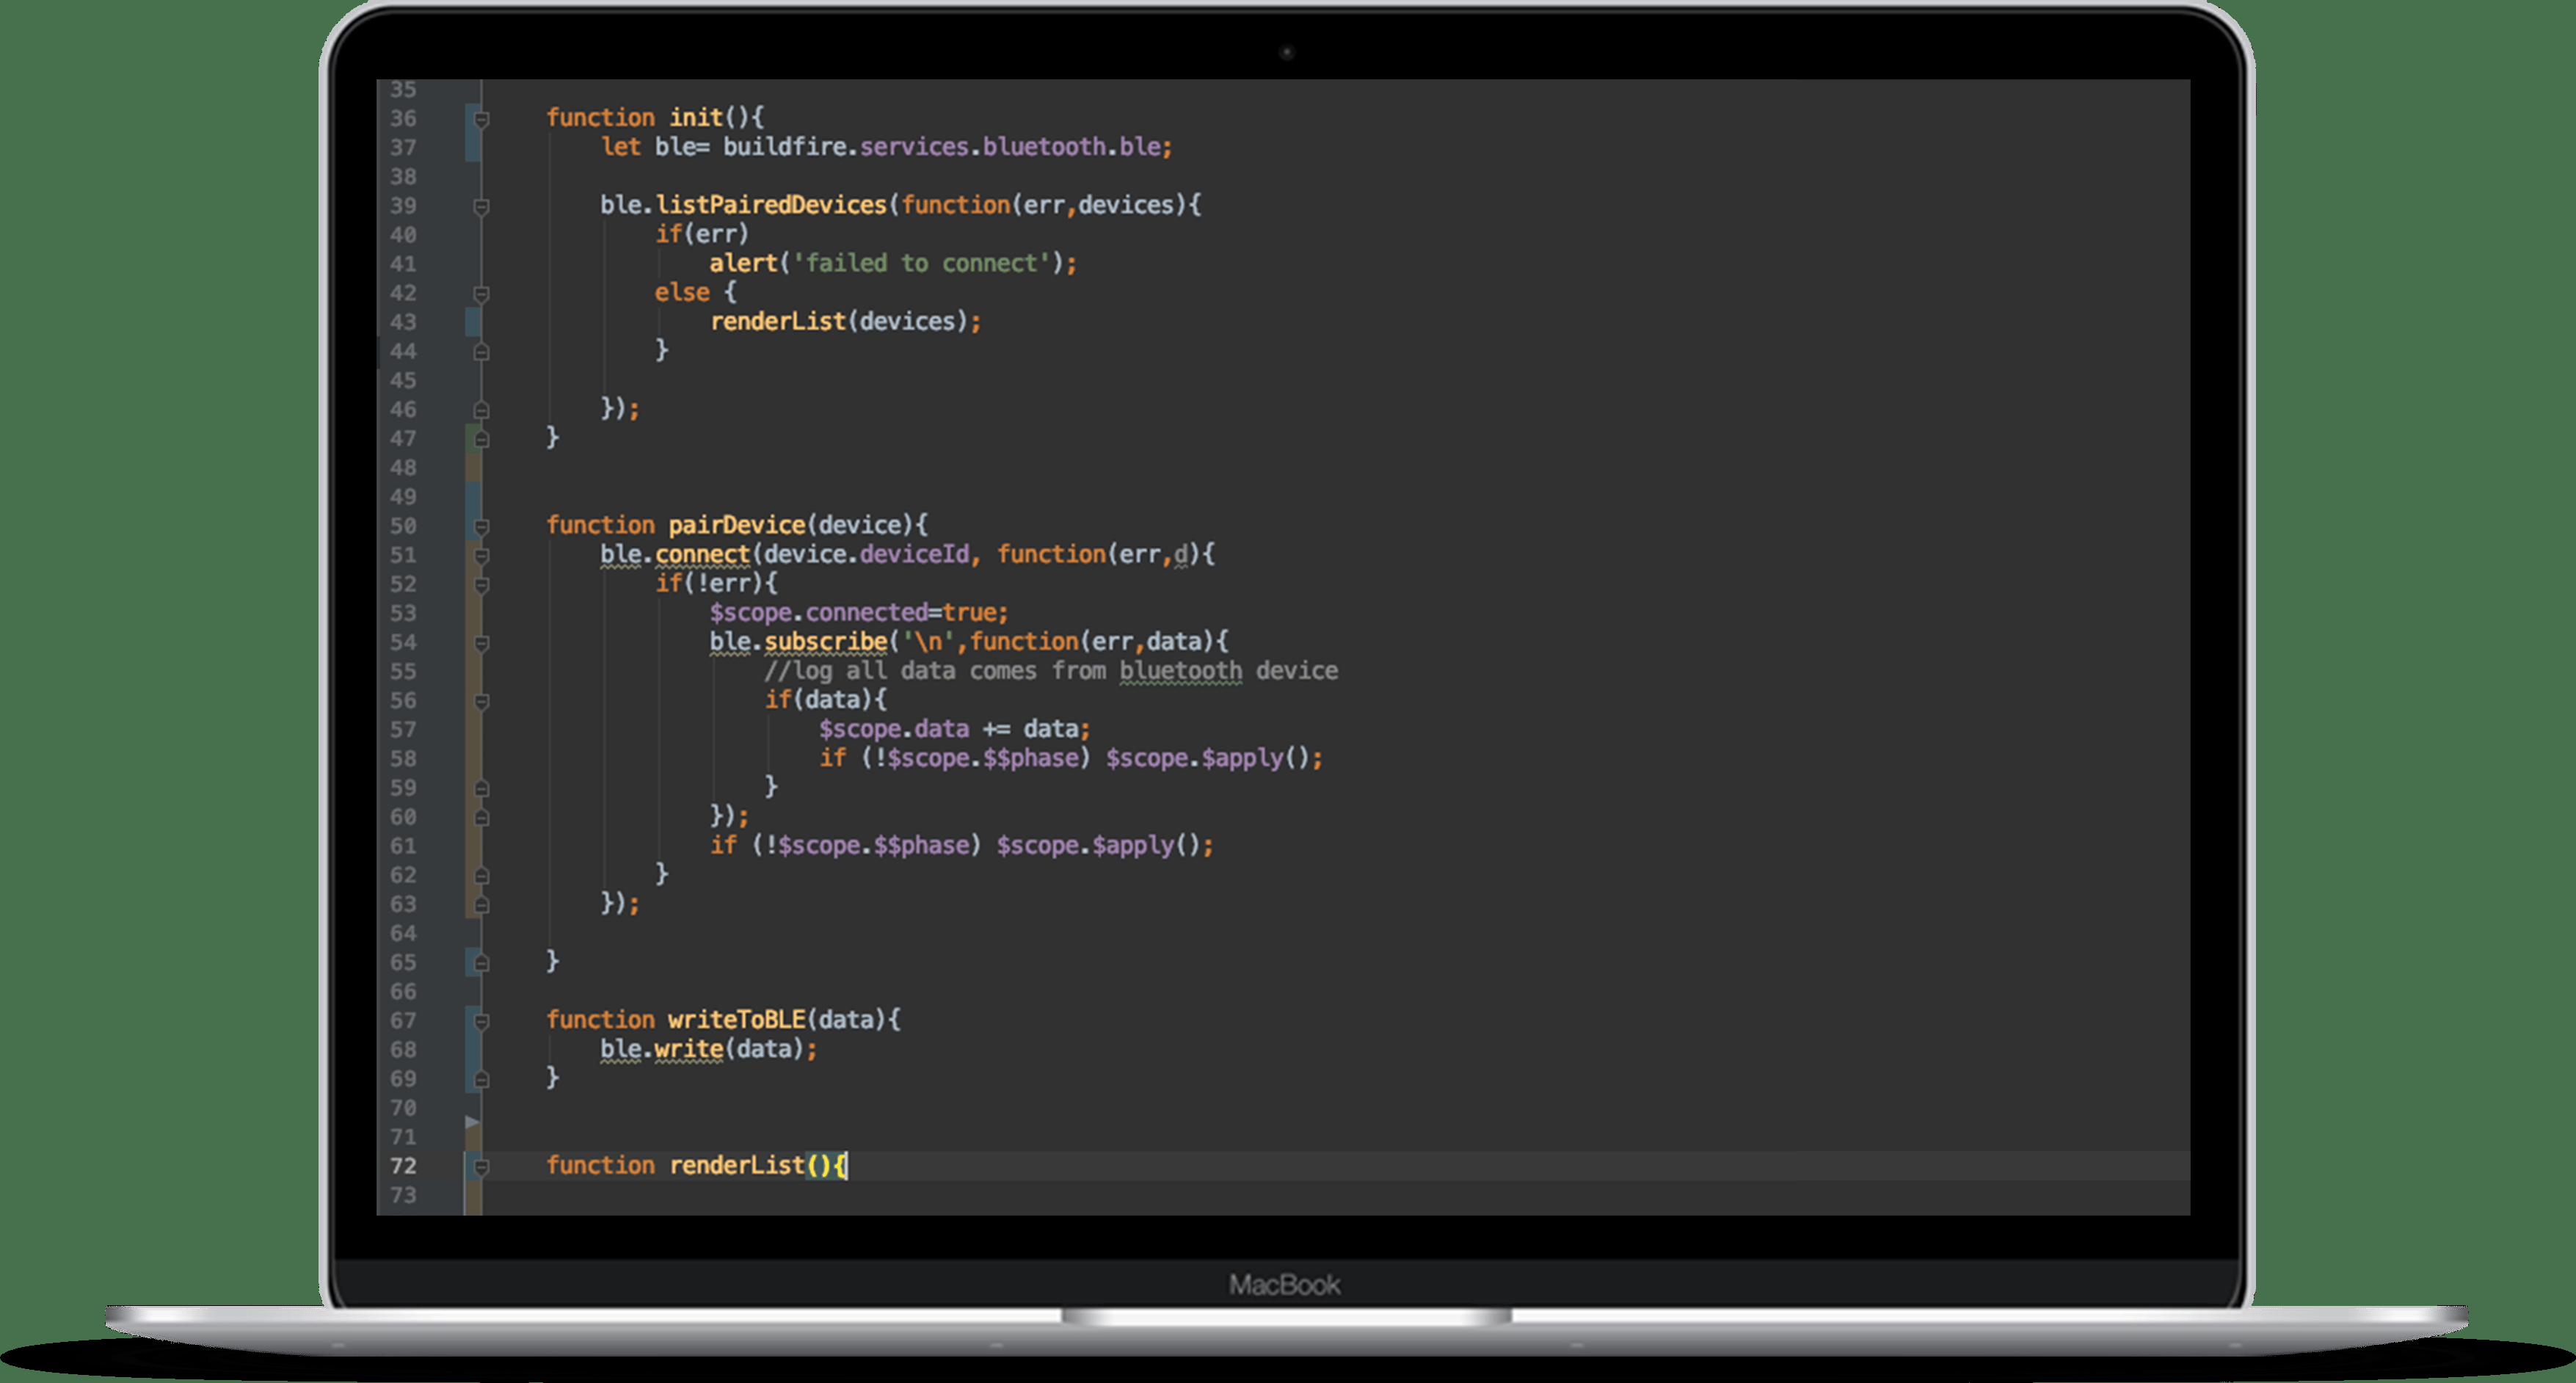 35
36 function init(){
37 let ble= buildfire.services.bluetooth.ble;
38
39 ble.listPairedDevices(function(err,devices){
40 if(err)
41 alert('failed to connect');
42 else {
43 renderList(devices);
44 }
45
46 });
47 }
48
49
50 function pairDevice(device){
51 ble.connect(device.deviceId, function(err,d){
52 if(!err){
53 $scope.connected=true;
54 ble.subscribe('\n',function(err,data){
55 //log all data comes from bluetooth device
56 if(data){
57 $scope.data += data;
58 if (!$scope.$$phase) $scope.$apply();
59 }
60 });
61 if (!$scope.$$phase) $scope.$apply();
62 }
63 });
64
65 }
66
67 function writeToBLE(data){
68 ble.write(data);
69 }
70
71
72 function renderList(){
73
MacBook